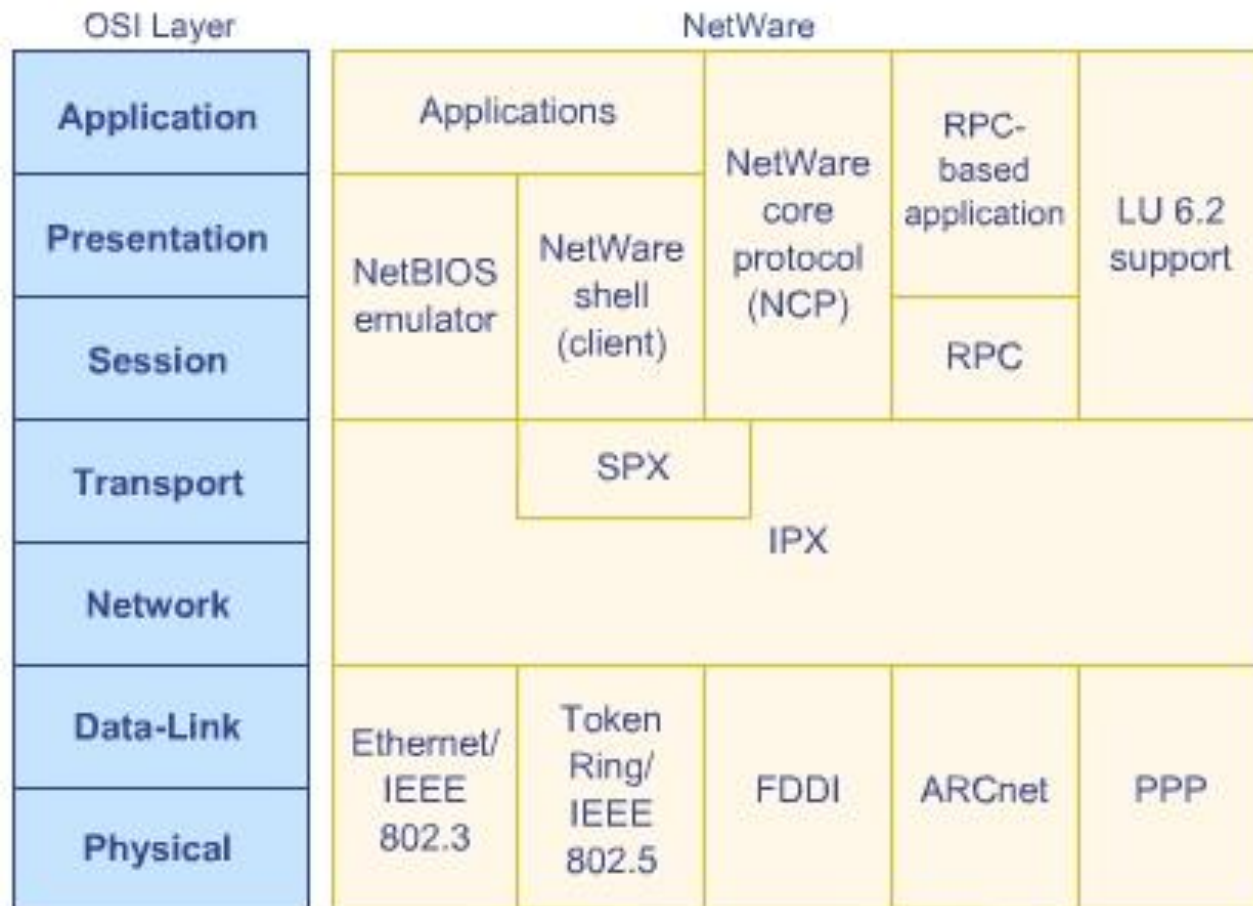 OSI Layer
NetWare
Application
Presentation
Session
Transport
Network
Data-Link
Physical
Applications
NetBIOS
emulator
NetWare
shell
(client)
NetWare
core
protocol
(NCP)
RPC-
based
application
RPC
LU 6.2
support
SPX
IPX
Ethernet/
IEEE
802.3
Token
Ring/
IEEE
802.5
FDDI
ARCnet
PPP